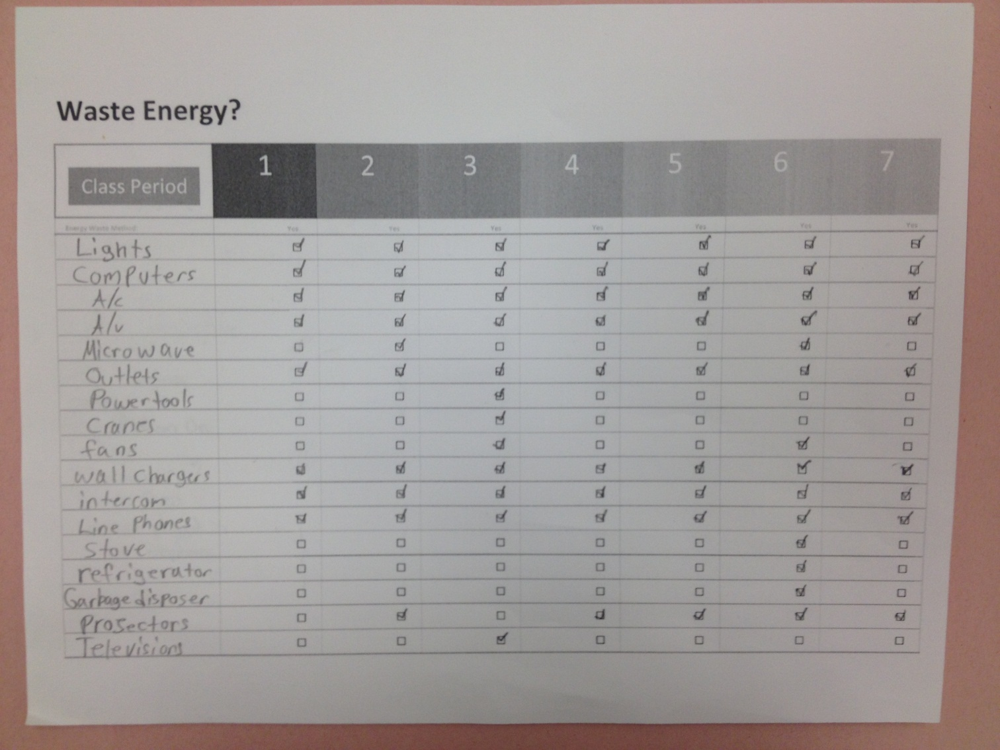 Waste Energy?
Class Period 1 2 3 4 5 6 7
Energy Waste Method Yes Yes Yes Yes Yes Yes Yes
Lights ☑ ☑ ☑ ☑ ☑ ☑ ☑
Computers ☑ ☑ ☑ ☑ ☑ ☑ ☑
A/c ☑ ☑ ☑ ☑ ☑ ☑ ☑
A/v ☑ ☑ ☑ ☑ ☑ ☑ ☑
Microwave ☐ ☑ ☐ ☐ ☐ ☑ ☐
Outlets ☑ ☑ ☑ ☑ ☑ ☑ ☑
Powertools ☐ ☐ ☑ ☐ ☐ ☐ ☐
Cranes ☐ ☐ ☑ ☐ ☐ ☐ ☐
fans ☐ ☐ ☑ ☐ ☐ ☑ ☐
wall chargers ☑ ☑ ☑ ☑ ☑ ☑ ☑
intercom ☑ ☑ ☑ ☑ ☑ ☑ ☑
Line Phones ☑ ☑ ☑ ☑ ☑ ☑ ☑
Stove ☐ ☐ ☐ ☐ ☐ ☑ ☐
refrigerator ☐ ☐ ☐ ☐ ☐ ☑ ☐
Garbage disposer ☐ ☐ ☐ ☐ ☐ ☑ ☐
Projectors ☐ ☑ ☐ ☑ ☑ ☑ ☑
Televisions ☐ ☐ ☑ ☐ ☐ ☐ ☐